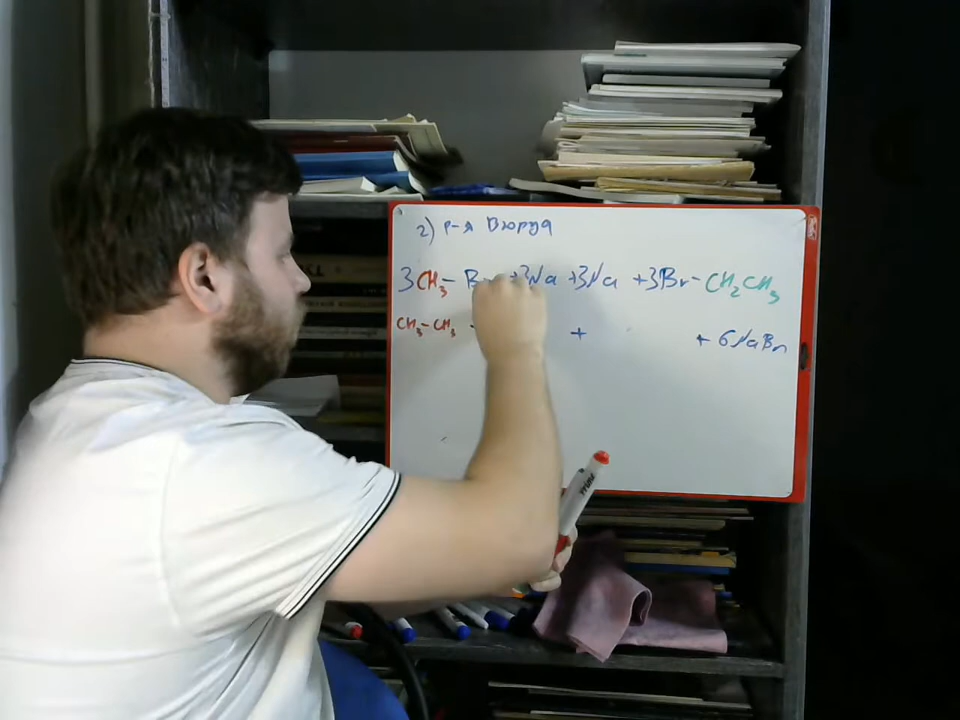 2) р-я Вюрца
3CH₃ - Br +3Na +3Na +3Br - CH₂CH₃
CH₃-CH₃ + + 6NaBr